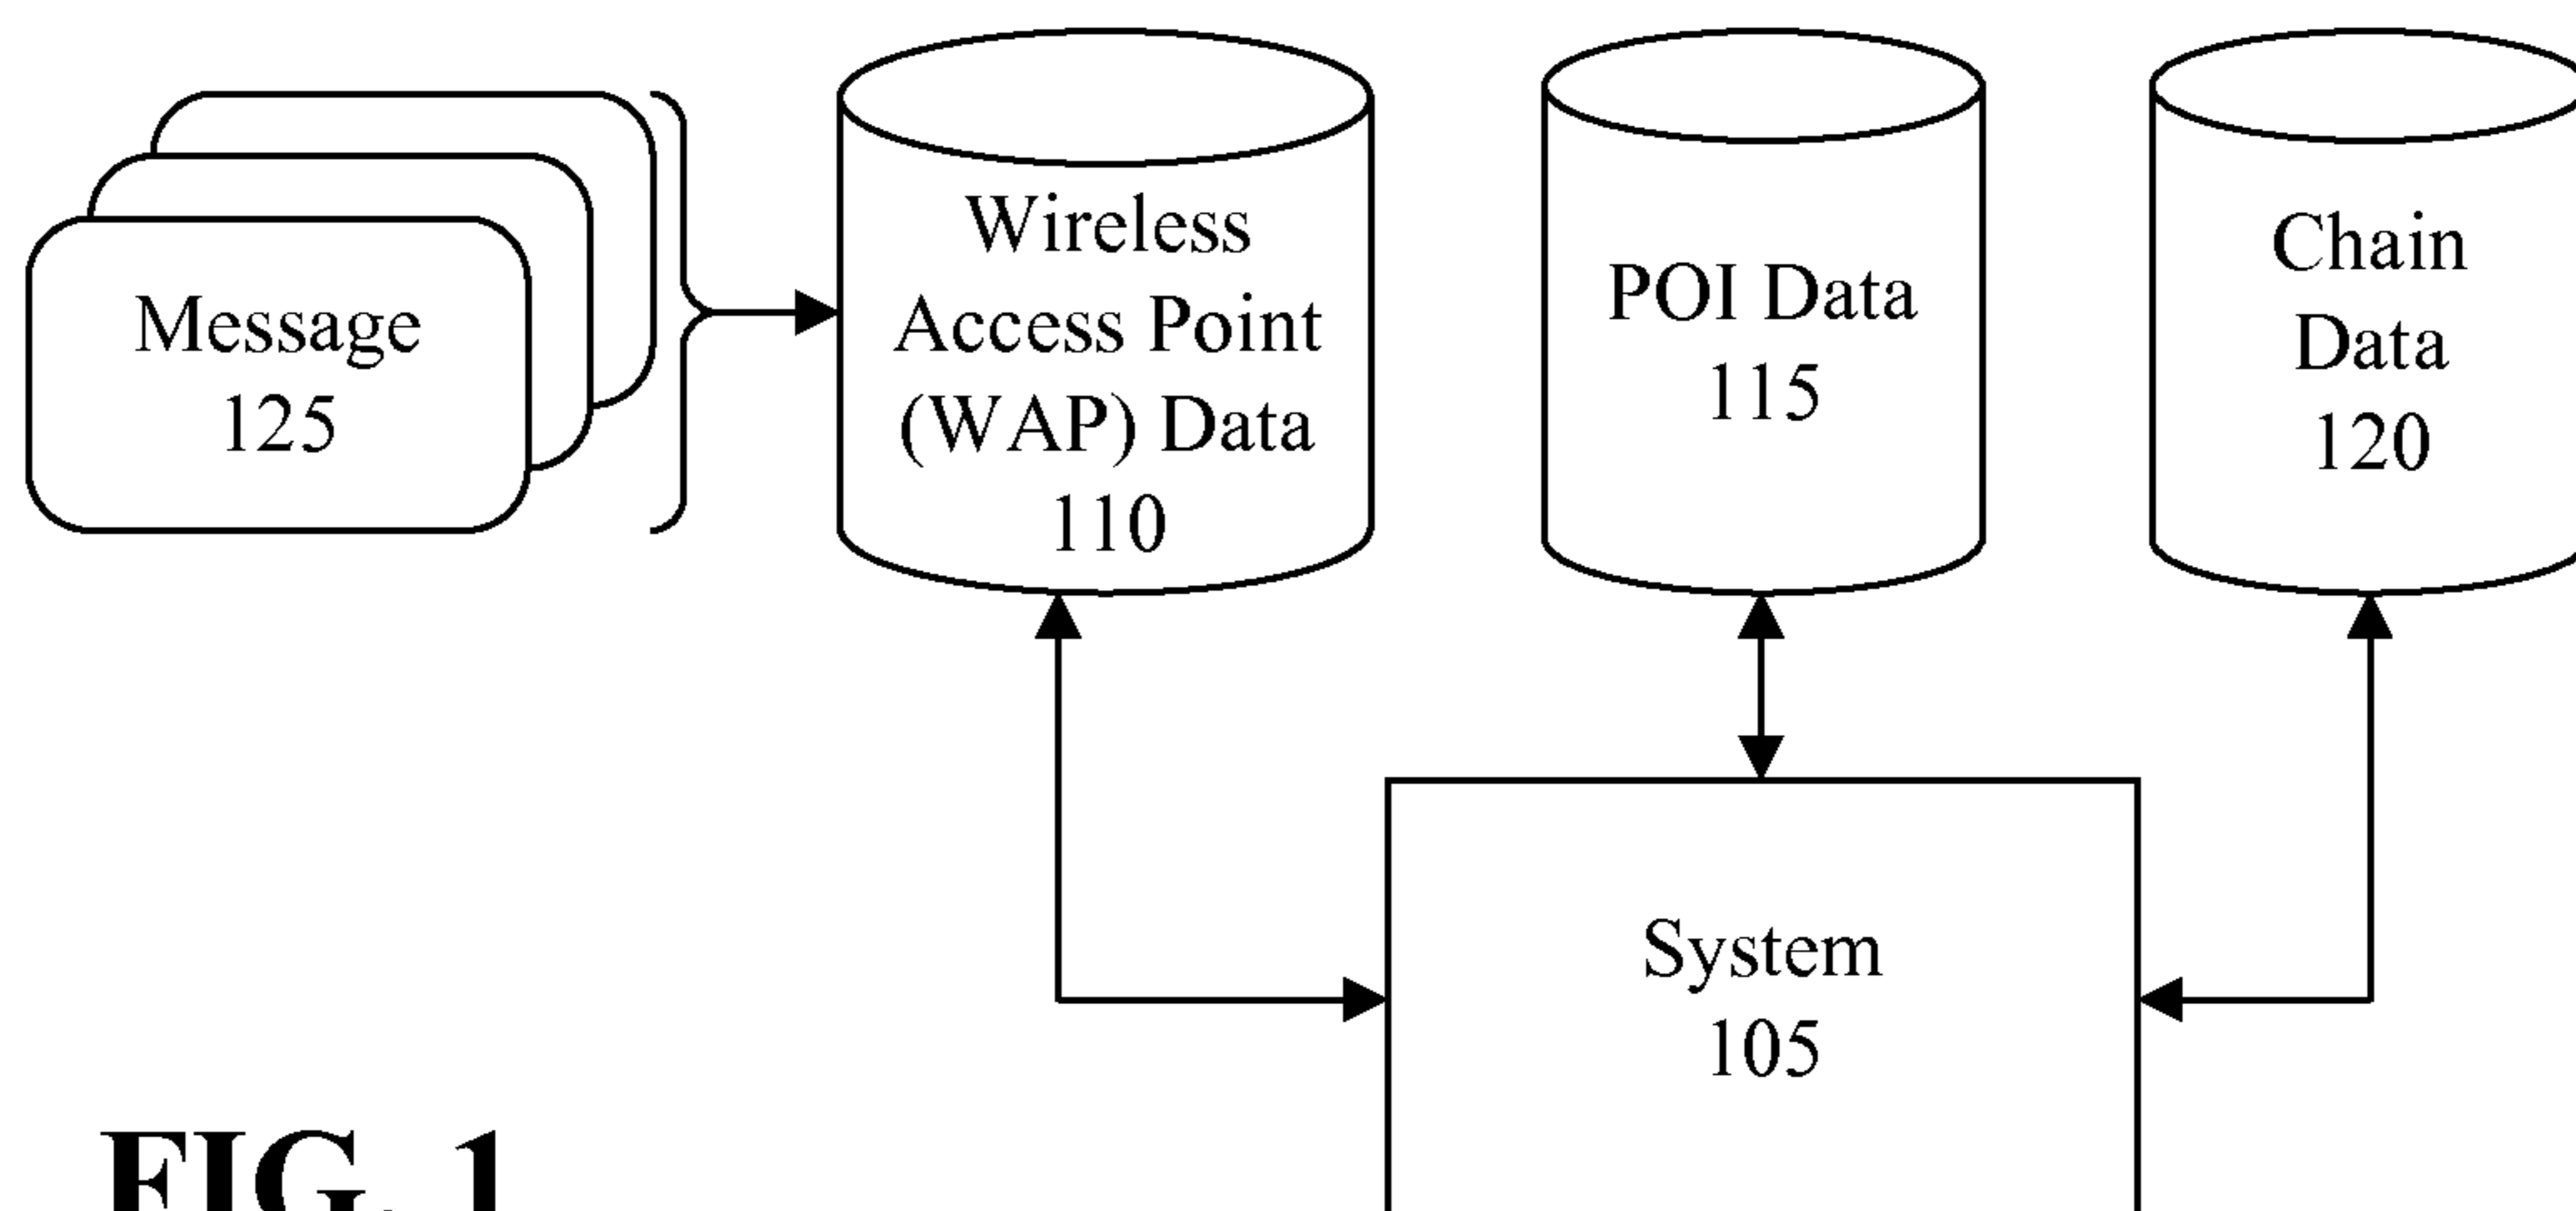 Message
125
Wireless
Access Point
(WAP) Data
110
POI Data
115
Chain
Data
120
System
105
FIG. 1